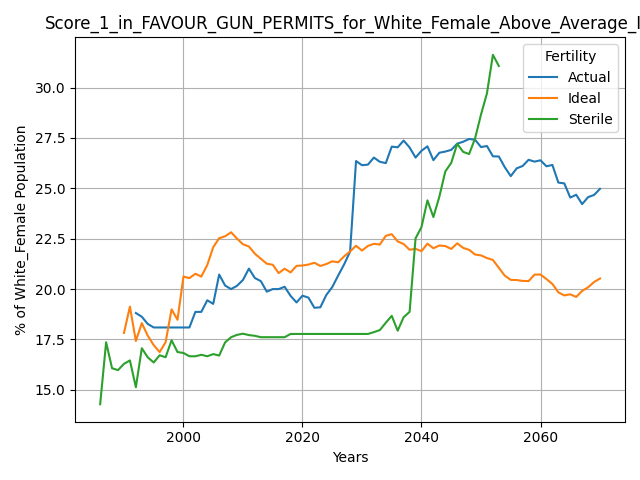 Score_1_in_FAVOUR_GUN_PERMITS_for_White_Female_Above_Average_I
Fertility
Actual
Ideal
Sterile
% of White_Female Population
30.0
27.5
25.0
22.5
20.0
17.5
15.0
2000 2020 2040 2060
Years